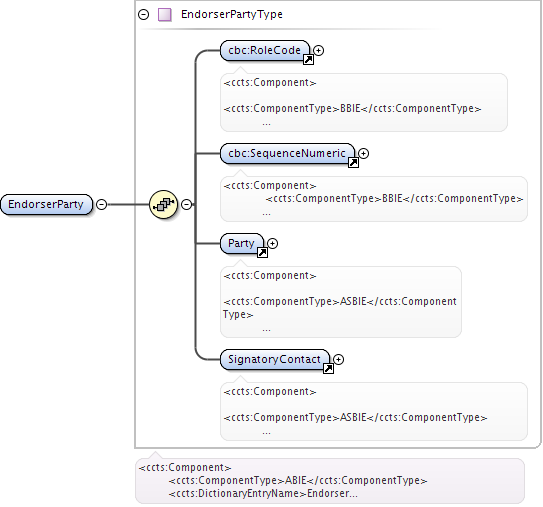 EndorserPartyType
cbc:RoleCode
<ccts:Component>
<ccts:ComponentType>BBIE</ccts:ComponentType>
...
cbc:SequenceNumeric
<ccts:Component>
<ccts:ComponentType>BBIE</ccts:ComponentType>
...
EndorserParty
Party
<ccts:Component>
<ccts:ComponentType>ASBIE</ccts:Component
Type>
...
SignatoryContact
<ccts:Component>
<ccts:ComponentType>ASBIE</ccts:ComponentType>
...
<ccts:Component>
<ccts:ComponentType>ABIE</ccts:ComponentType>
<ccts:DictionaryEntryName>Endorser...